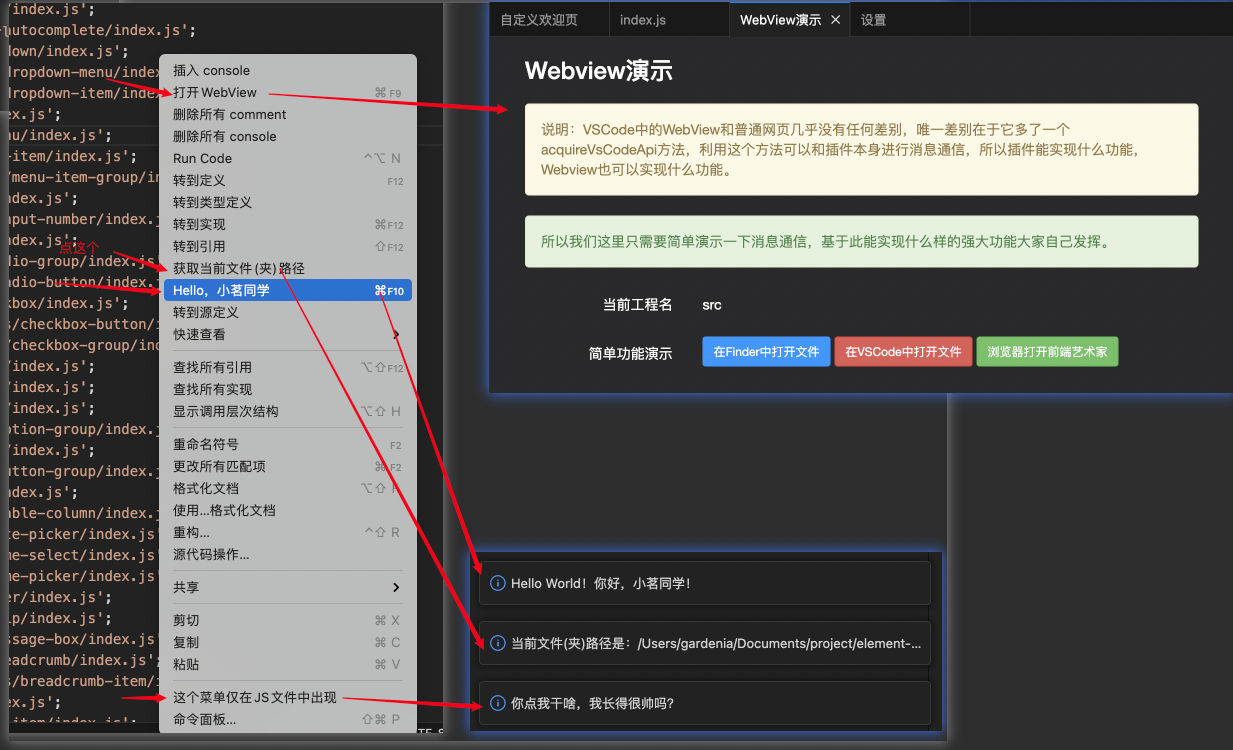 index.js';
autocomplete/index.js';
down/index.js';
dropdown-menu/index
dropdown-item/index
ex.js';
nu/index.js';
-item/index.js';
/menu-item-group/in
ndex.js';
nput-number/index.
ndex.js';
点这个
dio-group/index.js'
adio-button/index.
kbox/index.js';
s/checkbox-button/i
/checkbox-group/ind
/index.js';
/index.js';
/index.js';
ption-group/index.j
/index.js';
utton-group/index.j
ndex.js';
able-column/index.j
te-picker/index.js'
me-select/index.js'
me-picker/index.js'
er/index.js';
ip/index.js';
ssage-box/index.js'
eadcrumb/index.js';
s/breadcrumb-item/i
ex.js';
-item/index.js';
插入 console
打开 WebView ⌘ F9
删除所有 comment
删除所有 console
Run Code ⌃⌥ N
转到定义 F12
转到类型定义
转到实现 ⌘F12
转到引用 ⇧F12
获取当前文件(夹)路径
Hello，小茗同学 ⌘F10
转到源定义
快速查看
查找所有引用 ⌥⇧F12
查找所有实现
显示调用层次结构 ⌥⇧ H
重命名符号 F2
更改所有匹配项 ⌘ F2
格式化文档 ⌥⇧ F
使用...格式化文档
重构... ⌃⇧ R
源代码操作...
共享
剪切 ⌘ X
复制 ⌘ C
粘贴 ⌘ V
这个菜单仅在JS文件中出现
命令面板... ⇧⌘ P
自定义欢迎页 index.js WebView演示 设置
Webview演示
说明：VSCode中的WebView和普通网页几乎没有任何差别，唯一差别在于它多了一个
acquireVsCodeApi方法，利用这个方法可以和插件本身进行消息通信，所以插件能实现什么功能，
Webview也可以实现什么功能。
所以我们这里只需要简单演示一下消息通信，基于此能实现什么样的强大功能大家自己发挥。
当前工程名 src
简单功能演示 在Finder中打开文件 在VSCode中打开文件 浏览器打开前端艺术家
Hello World！你好，小茗同学！
当前文件(夹)路径是：/Users/gardenia/Documents/project/element-...
你点我干啥，我长得很帅吗？